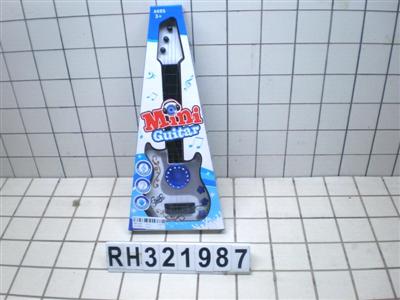 AGES
3+
Mini
Guitar
RH321987